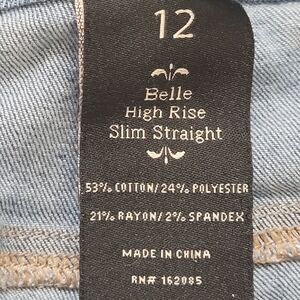 12
Belle
High Rise
Slim Straight
53% COTTON/24% POLYESTER
21% RAYON/2% SPANDEX
MADE IN CHINA
RN# 162085